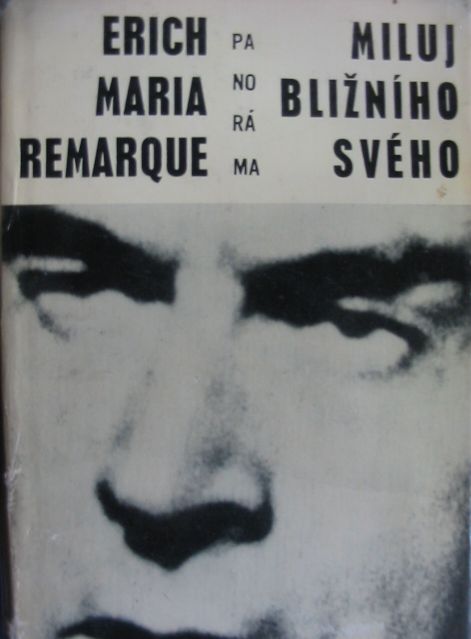 ERICH
MARIA
REMARQUE
PA
NO
RÁ
MA
MILUJ
BLIŽNÍHO
SVÉHO